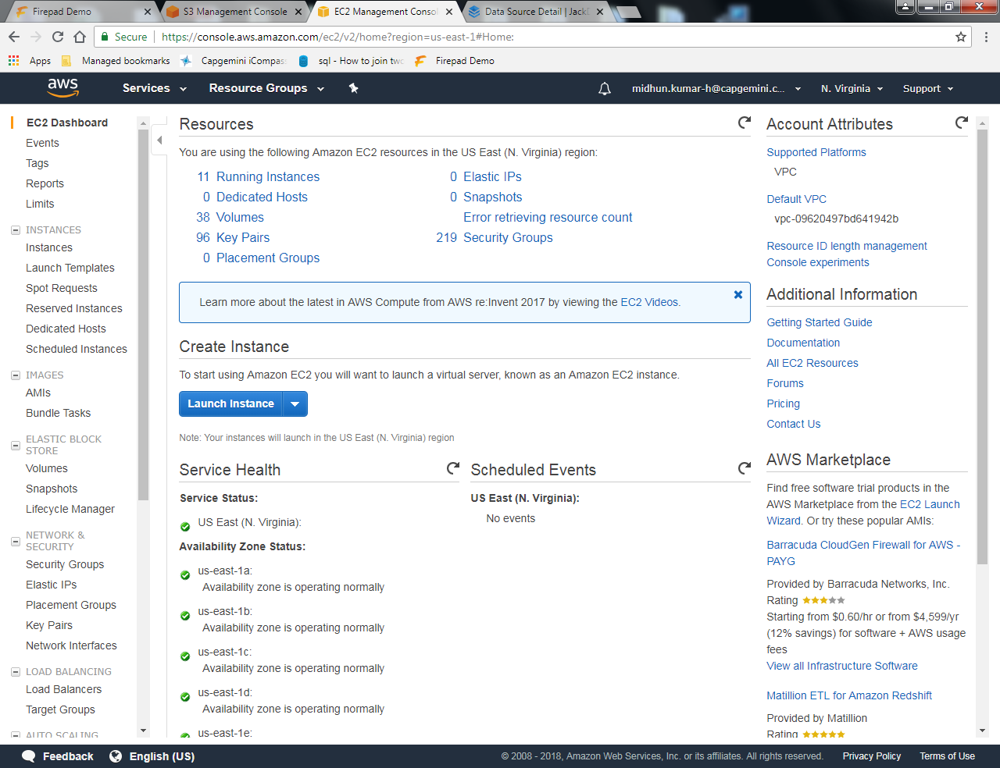 Firepad Demo
S3 Management Console
EC2 Management Consol
Data Source Detail | Jack
Secure https://console.aws.amazon.com/ec2/v2/home?region=us-east-1#Home:
Apps Managed bookmarks Capgemini iCompas sql - How to join two Firepad Demo
aws Services Resource Groups midhun.kumar-h@capgemini.c... N. Virginia Support
EC2 Dashboard
Events
Tags
Reports
Limits
INSTANCES
Instances
Launch Templates
Spot Requests
Reserved Instances
Dedicated Hosts
Scheduled Instances
IMAGES
AMIs
Bundle Tasks
ELASTIC BLOCK
STORE
Volumes
Snapshots
Lifecycle Manager
NETWORK &
SECURITY
Security Groups
Elastic IPs
Placement Groups
Key Pairs
Network Interfaces
LOAD BALANCING
Load Balancers
Target Groups
AUTO SCALING
Resources
You are using the following Amazon EC2 resources in the US East (N. Virginia) region:
11 Running Instances
0 Dedicated Hosts
38 Volumes
96 Key Pairs
0 Placement Groups
0 Elastic IPs
0 Snapshots
Error retrieving resource count
219 Security Groups
Learn more about the latest in AWS Compute from AWS re:Invent 2017 by viewing the EC2 Videos.
Create Instance
To start using Amazon EC2 you will want to launch a virtual server, known as an Amazon EC2 instance.
Launch Instance
Note: Your instances will launch in the US East (N. Virginia) region
Service Health
Service Status:
US East (N. Virginia):
Availability Zone Status:
us-east-1a:
Availability zone is operating normally
us-east-1b:
Availability zone is operating normally
us-east-1c:
Availability zone is operating normally
us-east-1d:
Availability zone is operating normally
us-east-1e:
Scheduled Events
US East (N. Virginia):
No events
Account Attributes
Supported Platforms
VPC
Default VPC
vpc-09620497bd641942b
Resource ID length management
Console experiments
Additional Information
Getting Started Guide
Documentation
All EC2 Resources
Forums
Pricing
Contact Us
AWS Marketplace
Find free software trial products in the
AWS Marketplace from the EC2 Launch
Wizard. Or try these popular AMIs:
Barracuda CloudGen Firewall for AWS -
PAYG
Provided by Barracuda Networks, Inc.
Rating
Starting from $0.60/hr or from $4,599/yr
(12% savings) for software + AWS usage
fees
View all Infrastructure Software
Matillion ETL for Amazon Redshift
Provided by Matillion
Rating
Feedback English (US) © 2008 - 2018, Amazon Web Services, Inc. or its affiliates. All rights reserved. Privacy Policy Terms of Use